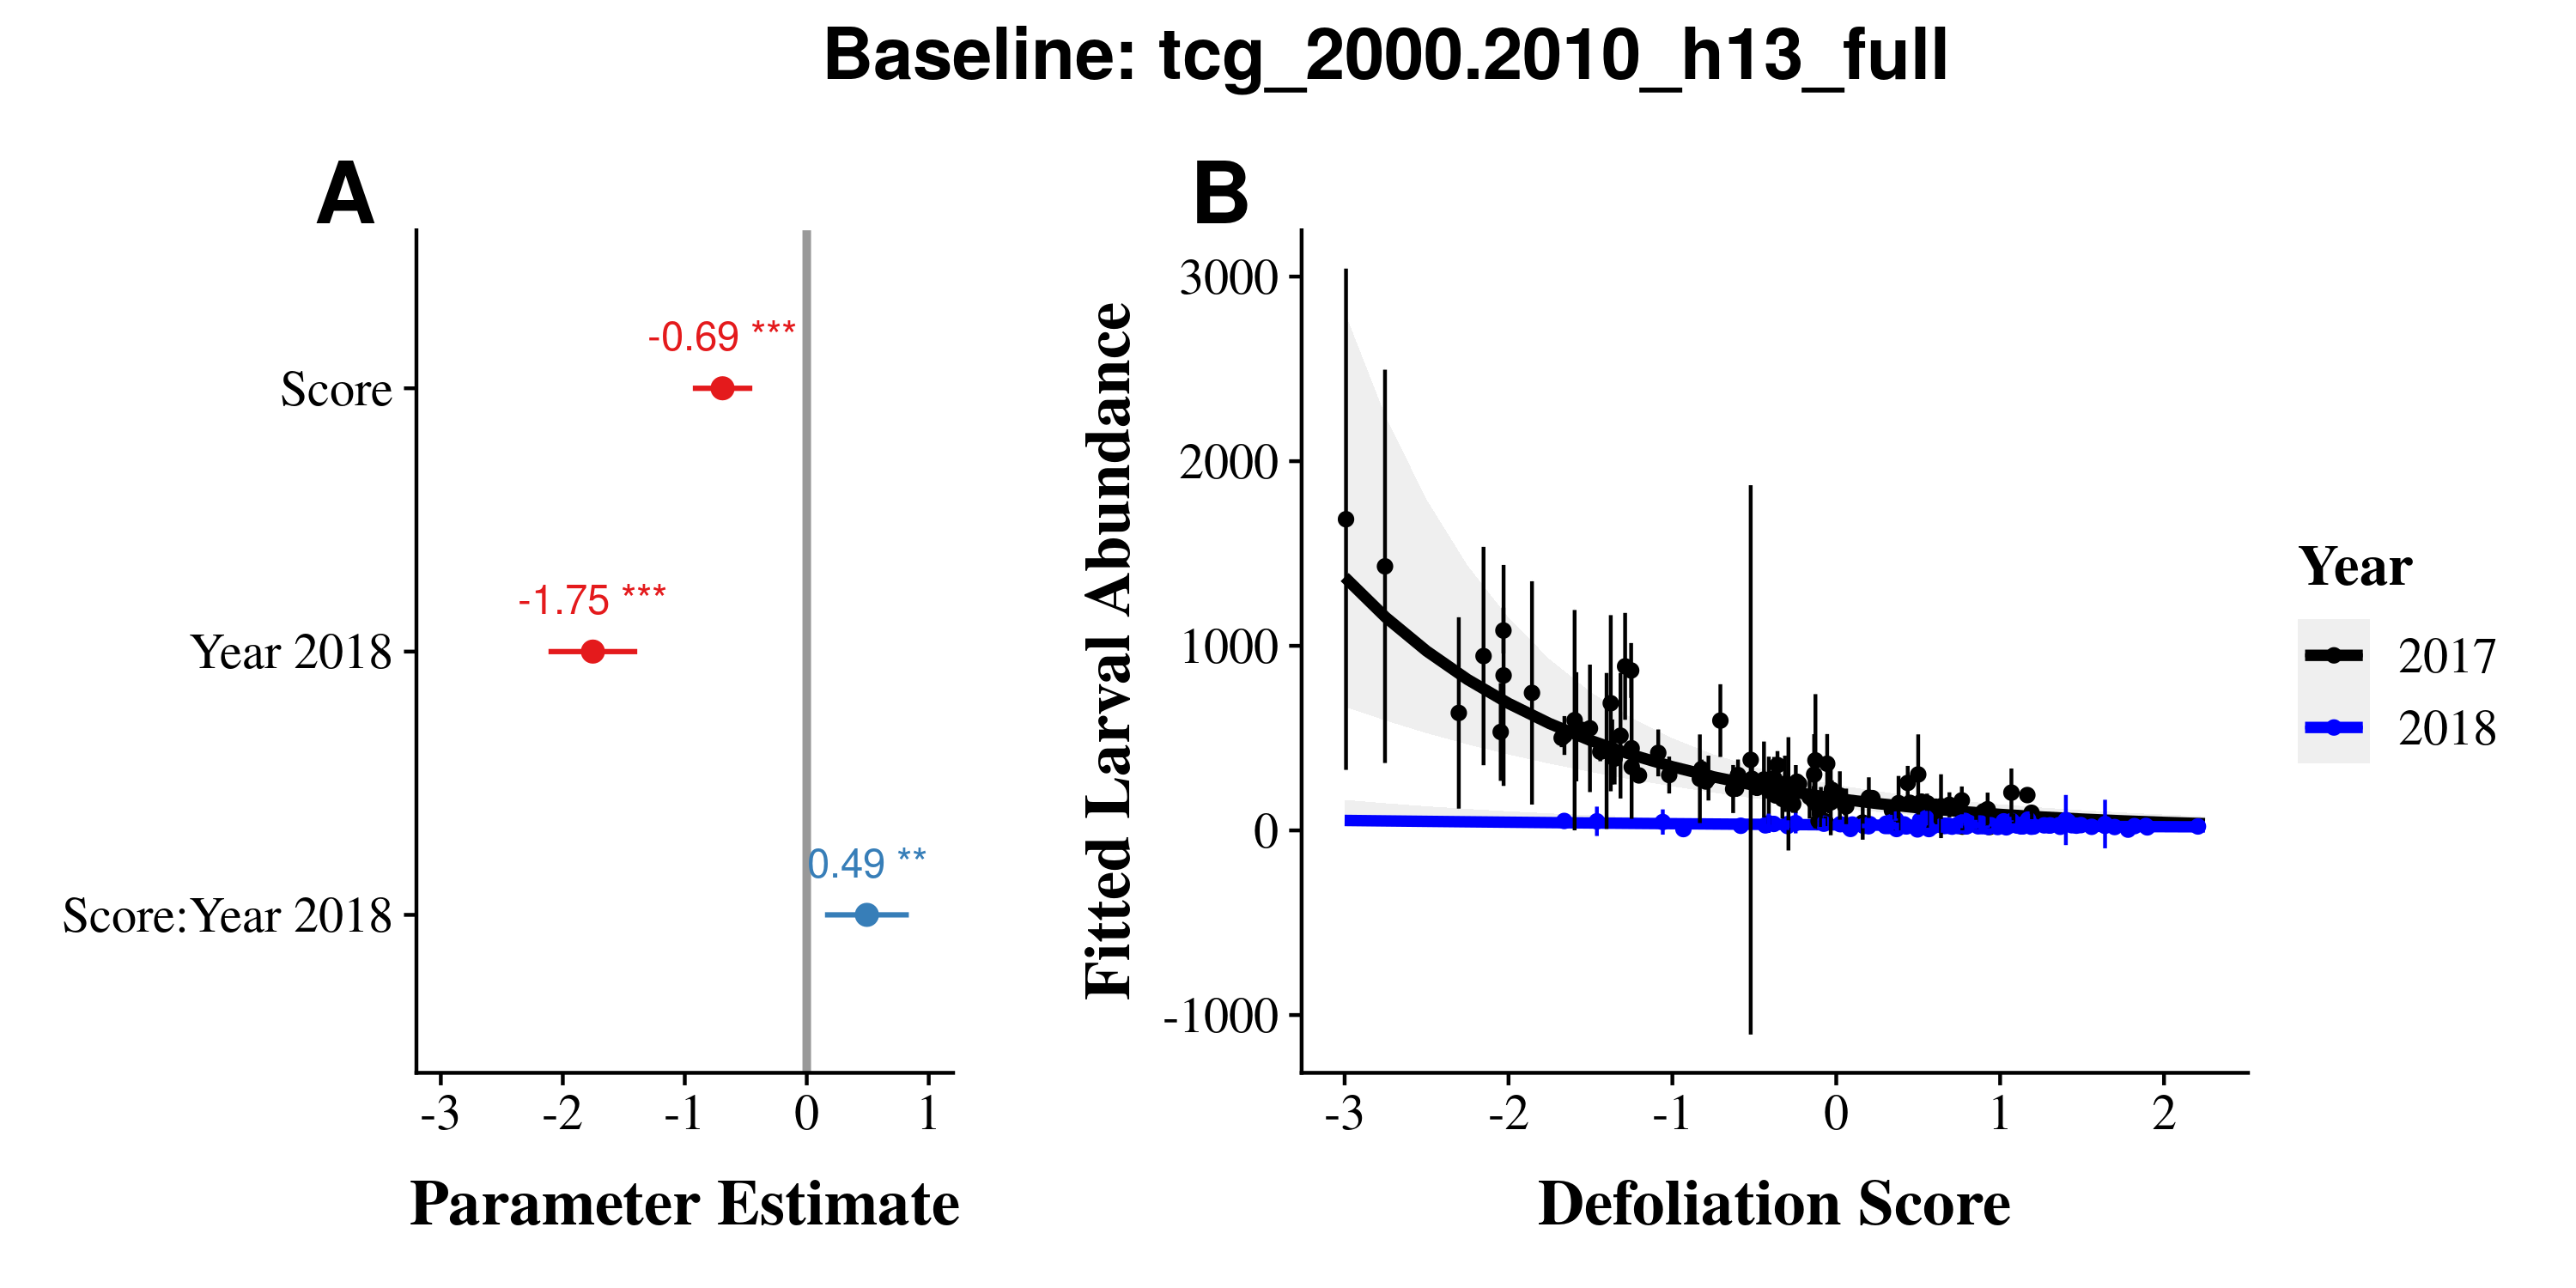 Baseline: tcg_2000.2010_h13_full
A
Score
Year 2018
Score:Year 2018
-0.69 ***
-1.75 ***
0.49 **
-3 -2 -1 0 1
Parameter Estimate
B
Fitted Larval Abundance
3000
2000
1000
0
-1000
-3 -2 -1 0 1 2
Defoliation Score
Year
2017
2018